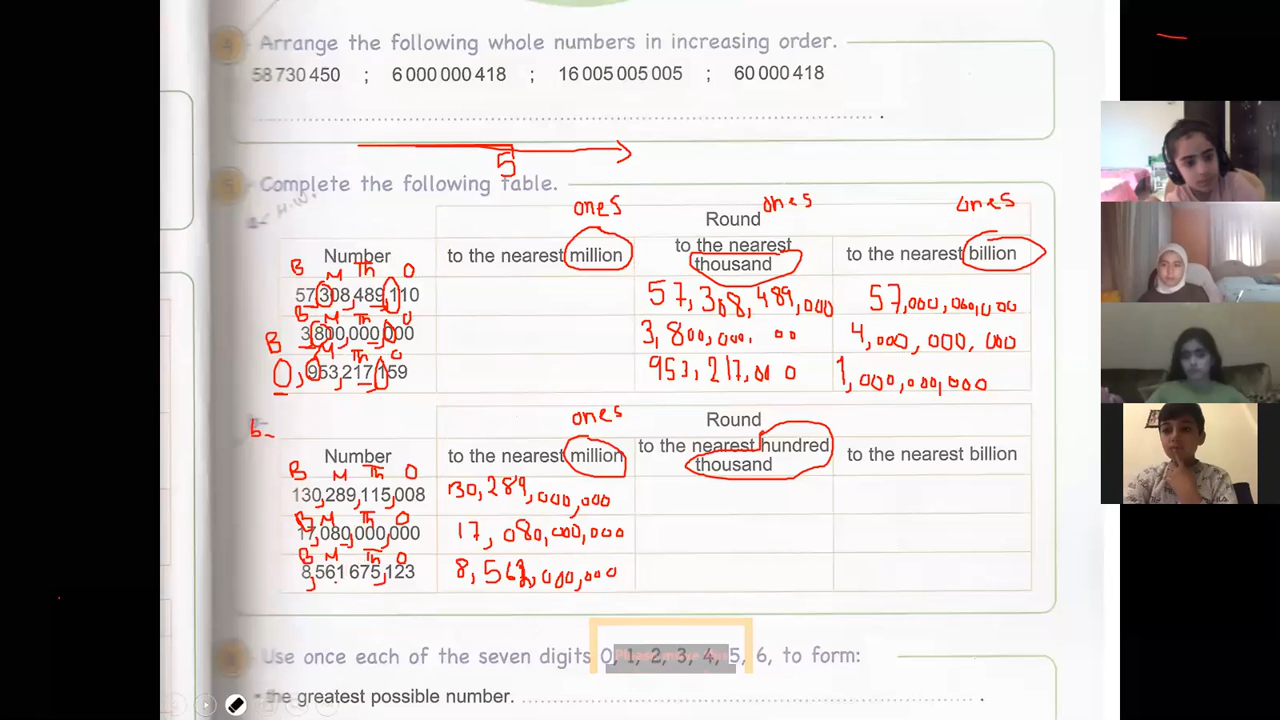 Arrange the following whole numbers in increasing order.
58 730 450 ; 6 000 000 418 ; 16 005 005 005 ; 60 000 418
5
Complete the following table.
a- H.W.
ones ones ones
Round
Number to the nearest million to the nearest thousand to the nearest billion
B M Th O
57,308,489,110 57,308,489,000 57,000,000,000
B M Th O
3,800,000,000 3,800,000,00 4,000,000,000
B M Th O
0,953,217,159 953,217,000 1,000,000,000
b-
ones
Round
Number to the nearest million to the nearest hundred thousand to the nearest billion
B M Th O
130,289,115,008 130,289,000,000
B M Th O
17,080,000,000 17,080,000,000
B M Th O
8,561 675,123 8,562,000,000
Use once each of the seven digits 0, 1, 2, 3, 4, 5, 6, to form:
- the greatest possible number.